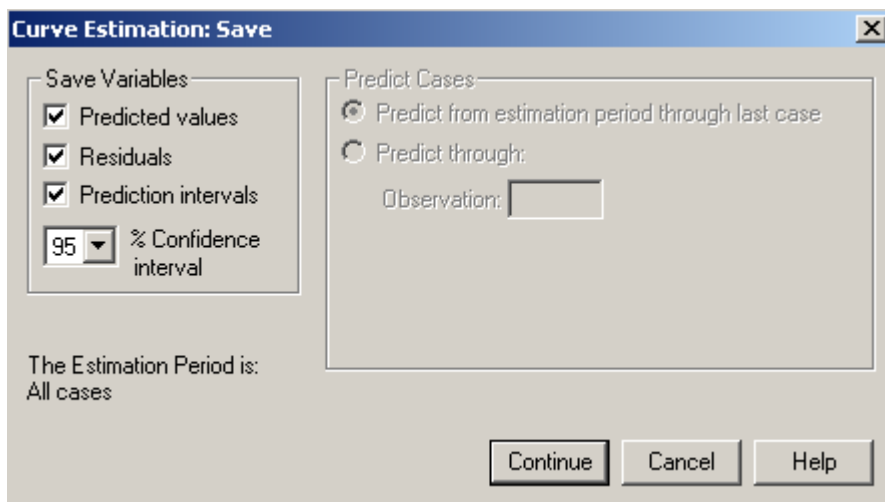 Curve Estimation: Save
Save Variables
Predicted values
Residuals
Prediction intervals
95 % Confidence
interval
The Estimation Period is:
All cases
Predict Cases
Predict from estimation period through last case
Predict through:
Observation:
Continue Cancel Help